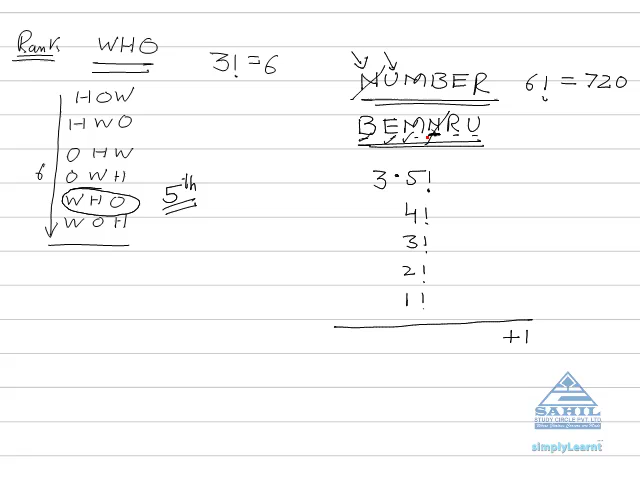 Rank WHO 3! = 6
HOW
HWO
OHW
OWH
WHO 5th
WOH
6
NUMBER 6! = 720
BEMNRU
3·5!
4!
3!
2!
1!
+1
SAHIL
STUDY CIRCLE PVT. LTD.
simplyLearnt